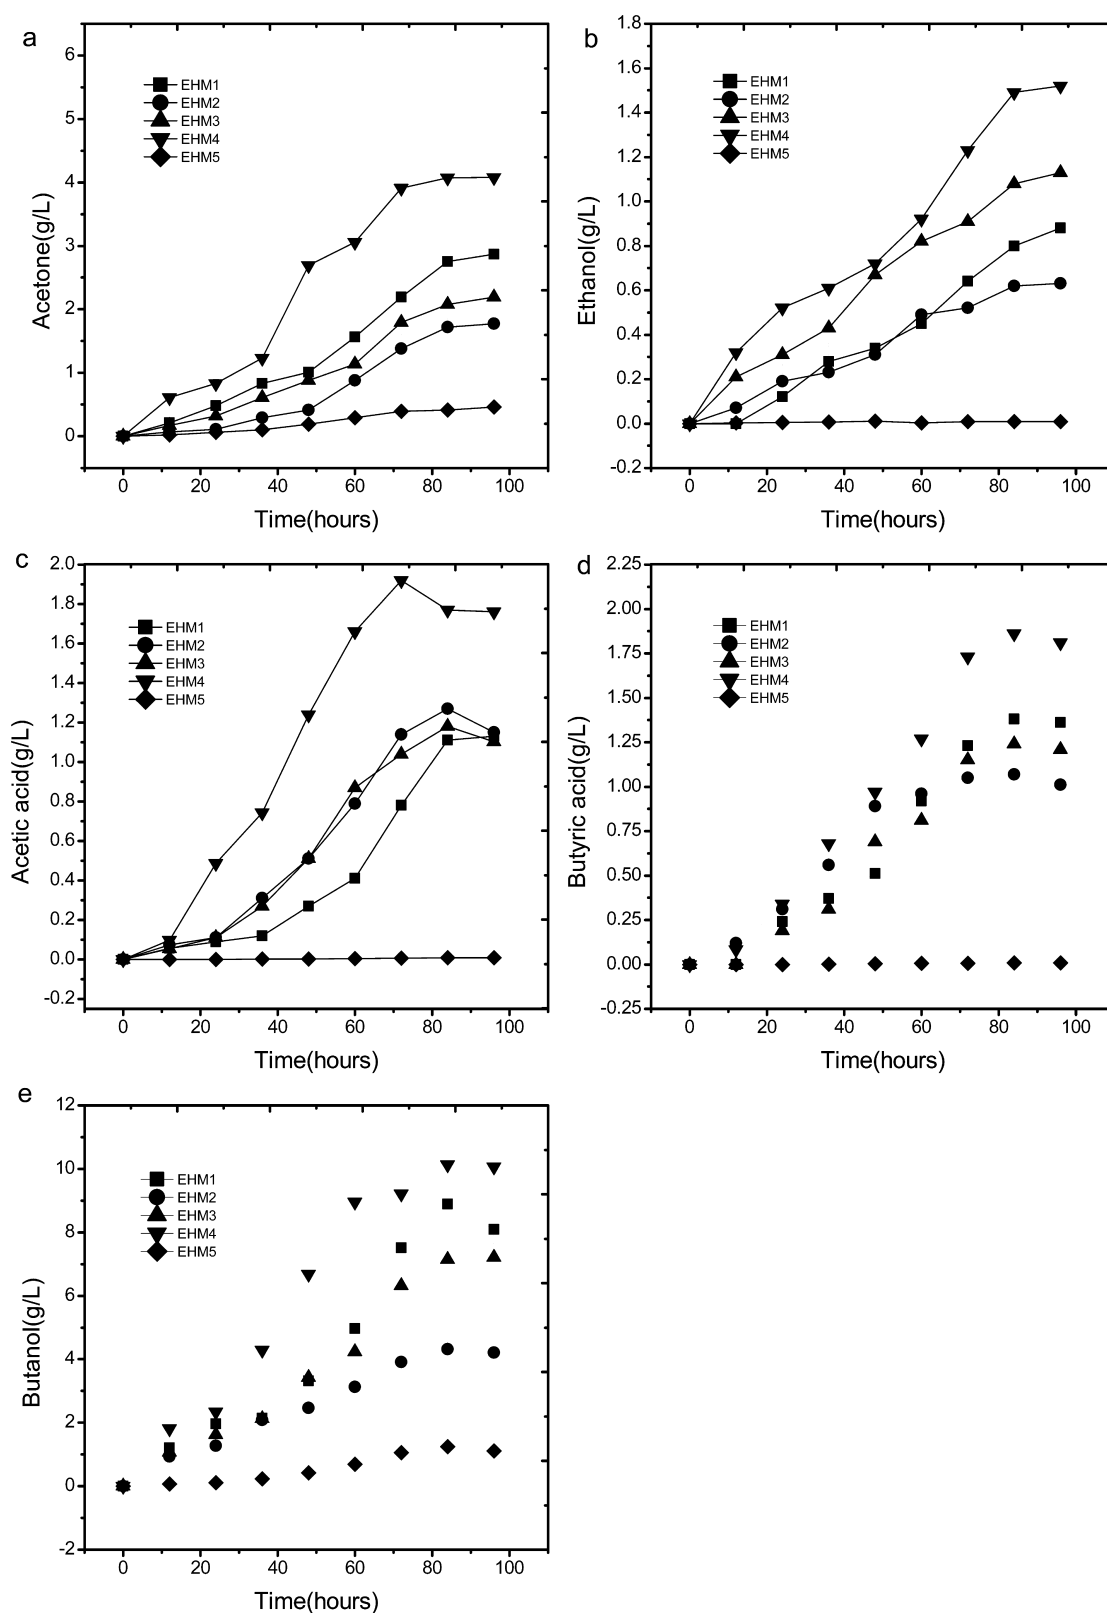 a
6
5
4
3
2
1
0
Acetone(g/L)
EHM1
EHM2
EHM3
EHM4
EHM5
0 20 40 60 80 100
Time(hours)
b
1.8
1.6
1.4
1.2
1.0
0.8
0.6
0.4
0.2
0.0
-0.2
Ethanol(g/L)
EHM1
EHM2
EHM3
EHM4
EHM5
0 20 40 60 80 100
Time(hours)
c
2.0
1.8
1.6
1.4
1.2
1.0
0.8
0.6
0.4
0.2
0.0
-0.2
Acetic acid(g/L)
EHM1
EHM2
EHM3
EHM4
EHM5
0 20 40 60 80 100
Time(hours)
d
2.25
2.00
1.75
1.50
1.25
1.00
0.75
0.50
0.25
0.00
-0.25
Butyric acid(g/L)
EHM1
EHM2
EHM3
EHM4
EHM5
0 20 40 60 80 100
Time(hours)
e
12
10
8
6
4
2
0
-2
Butanol(g/L)
EHM1
EHM2
EHM3
EHM4
EHM5
0 20 40 60 80 100
Time(hours)